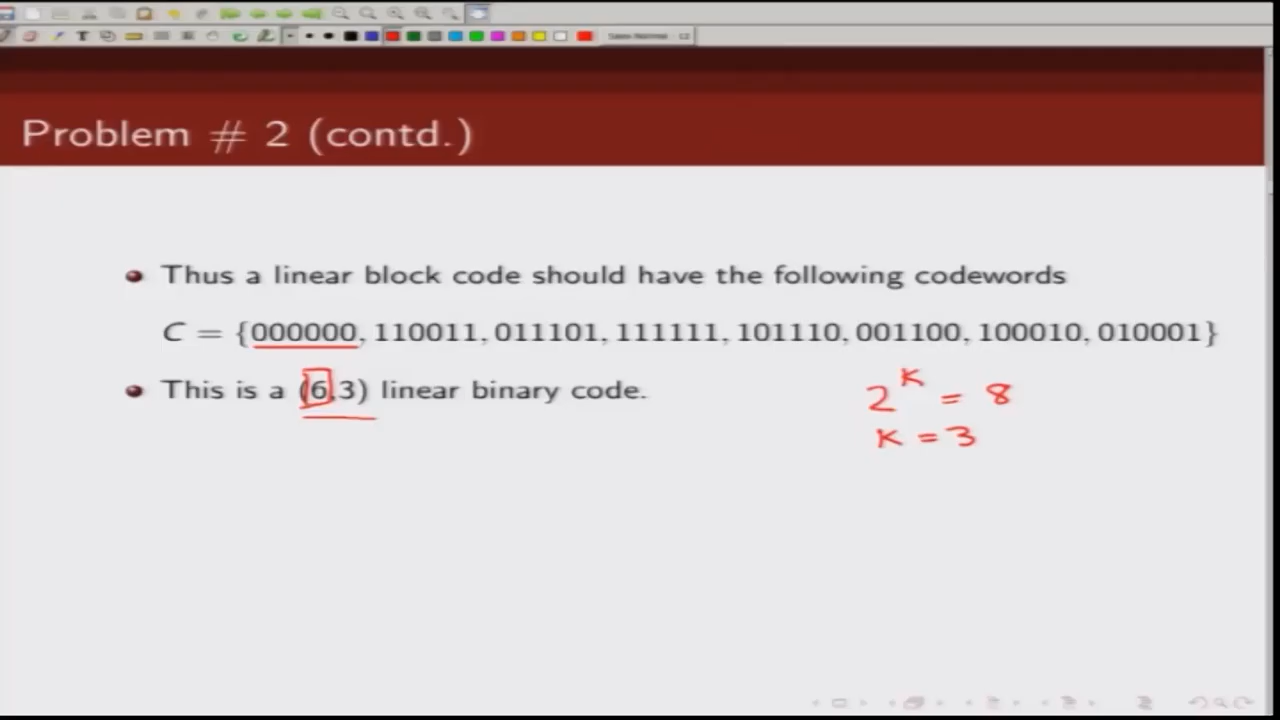 Problem # 2 (contd.)
Thus a linear block code should have the following codewords
C = {000000, 110011, 011101, 111111, 101110, 001100, 100010, 010001}
This is a (6,3) linear binary code.
2^K = 8
K = 3